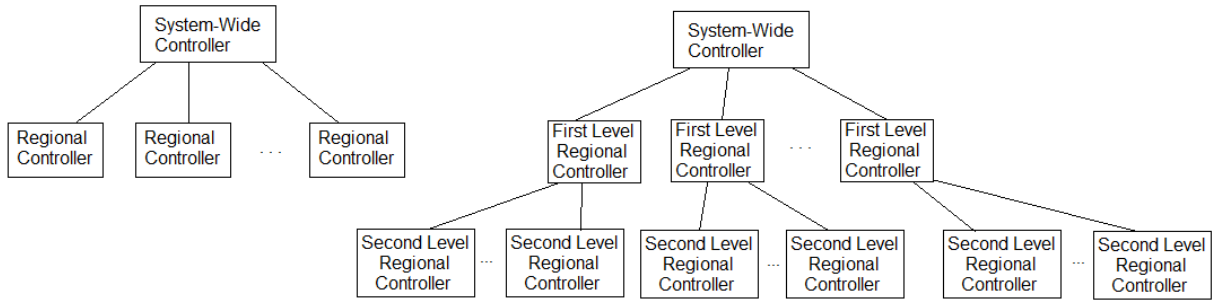 System-Wide
Controller
Regional
Controller
Regional
Controller
. . .
Regional
Controller
System-Wide
Controller
First Level
Regional
Controller
First Level
Regional
Controller
. . .
First Level
Regional
Controller
Second Level
Regional
Controller
...
Second Level
Regional
Controller
Second Level
Regional
Controller
...
Second Level
Regional
Controller
Second Level
Regional
Controller
...
Second Level
Regional
Controller